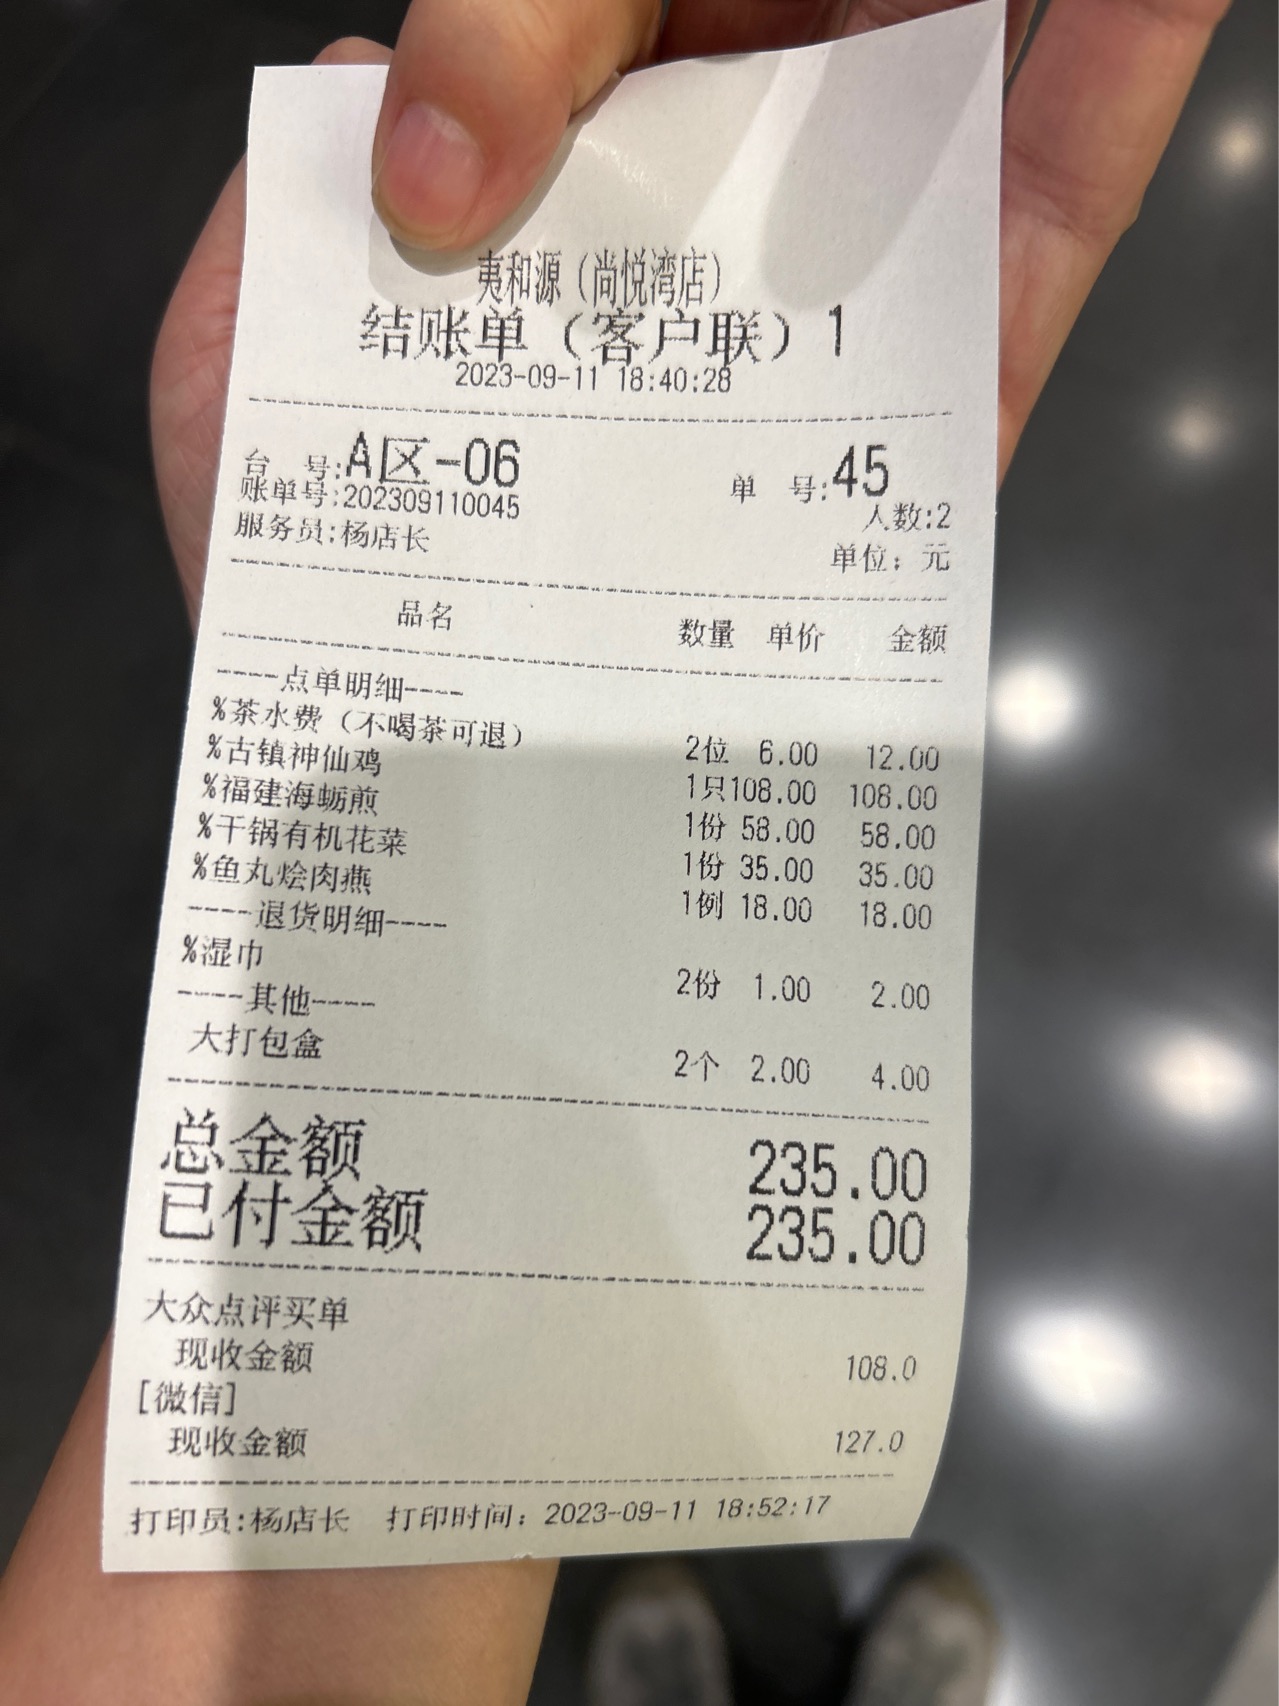 夷和源（尚悦湾店）
结账单（客户联）1
2023-09-11 18:40:28
台 号:A区-06 单 号:45
账单号:202309110045 人数:2
服务员:杨店长 单位：元
品名 数量 单价 金额
----点单明细----
%茶水费（不喝茶可退） 2位 6.00 12.00
%古镇神仙鸡 1只108.00 108.00
%福建海蛎煎 1份 58.00 58.00
%干锅有机花菜 1份 35.00 35.00
%鱼丸烩肉燕 1例 18.00 18.00
----退货明细----
%湿巾 2份 1.00 2.00
----其他----
大打包盒 2个 2.00 4.00
总金额 235.00
已付金额 235.00
大众点评买单
现收金额 108.0
[微信]
现收金额 127.0
打印员:杨店长 打印时间：2023-09-11 18:52:17